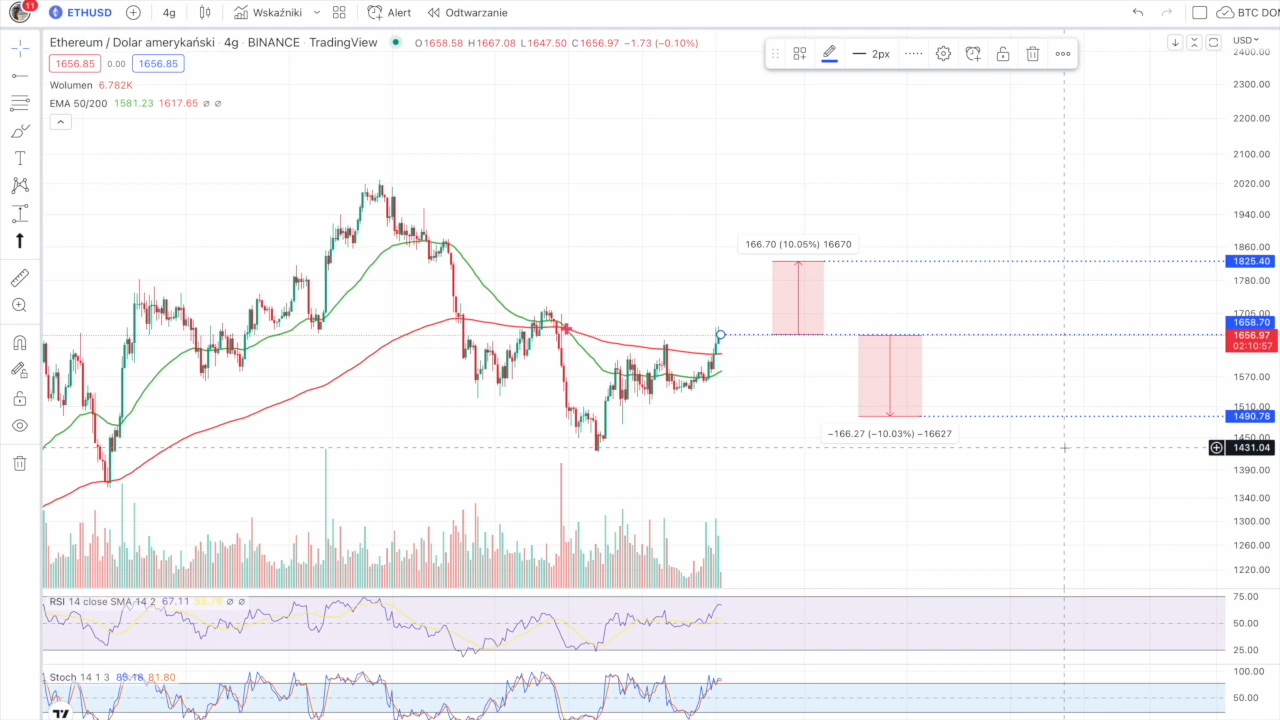 11 ETHUSD 4g Wskaźniki Alert Odtwarzanie BTC DO
Ethereum / Dolar amerykański · 4g · BINANCE · TradingView O1658.58 H1667.08 L1647.50 C1656.97 −1.73 (−0.10%)
1656.85 0.00 1656.85
Wolumen 6.782K
EMA 50/200 1581.23 1617.65 ∅ ∅
2px
USD
2400.00
2300.00
2200.00
2100.00
2020.00
1940.00
1860.00
166.70 (10.05%) 16670
1825.40
1780.00
1705.00
1658.70
1656.97
02:10:57
1570.00
1510.00
1490.78
−166.27 (−10.03%) −16627
1450.00
1431.04
1390.00
1340.00
1300.00
1260.00
1220.00
RSI 14 close SMA 14 2 67.11 ∅ ∅
75.00
50.00
25.00
Stoch 14 1 3 85.18 81.80
100.00
50.00